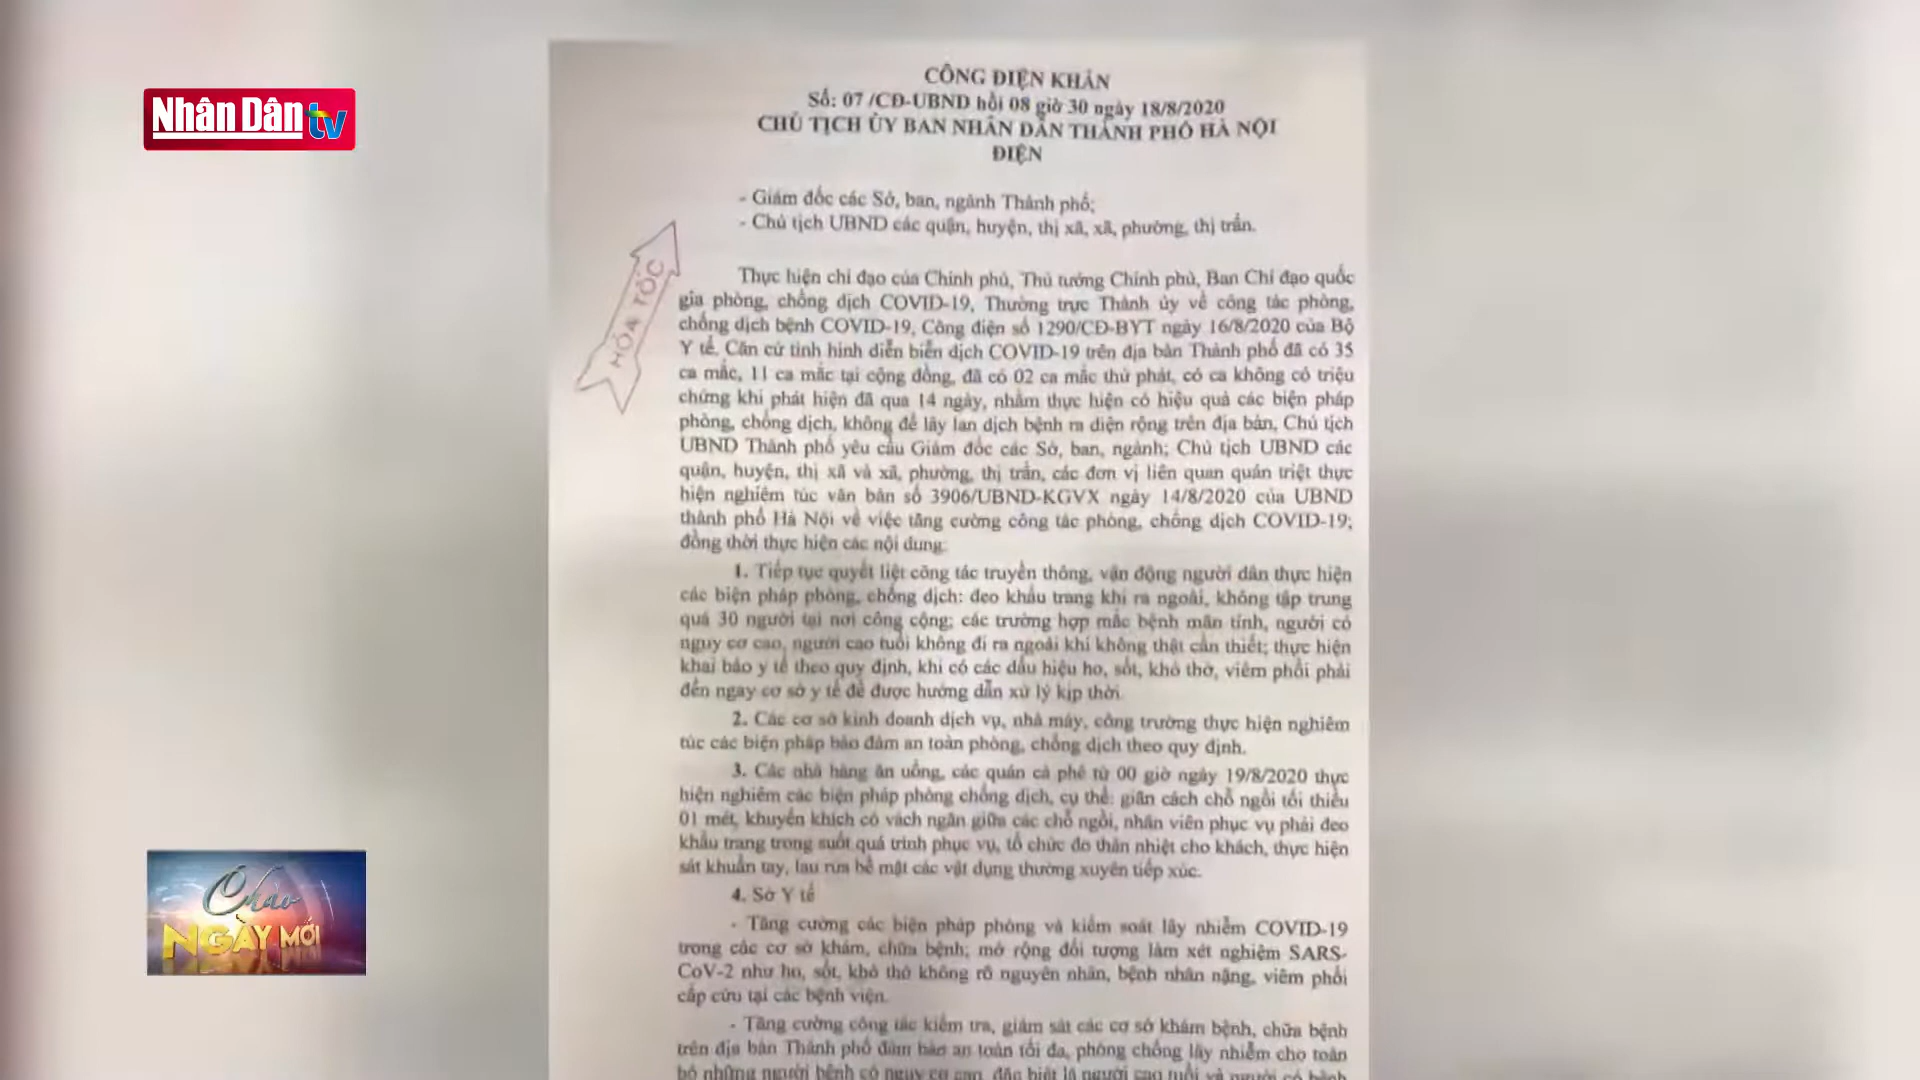 Nhân Dân tv
CÔNG ĐIỆN KHẨN
Số: 07 /CĐ-UBND hồi 08 giờ 30 ngày 18/8/2020
CHỦ TỊCH ỦY BAN NHÂN DÂN THÀNH PHỐ HÀ NỘI
ĐIỆN
- Giám đốc các Sở, ban, ngành Thành phố;
- Chủ tịch UBND các quận, huyện, thị xã, xã, phường, thị trấn.
HỎA TỐC
Thực hiện chỉ đạo của Chính phủ, Thủ tướng Chính phủ, Ban Chỉ đạo quốc
gia phòng, chống dịch COVID-19, Thường trực Thành ủy về công tác phòng,
chống dịch bệnh COVID-19, Công điện số 1290/CĐ-BYT ngày 16/8/2020 của Bộ
Y tế. Căn cứ tình hình diễn biến dịch COVID-19 trên địa bàn Thành phố đã có 35
ca mắc, 11 ca mắc tại cộng đồng, đã có 02 ca mắc thứ phát, có ca không có triệu
chứng khi phát hiện đã qua 14 ngày, nhằm thực hiện có hiệu quả các biện pháp
phòng, chống dịch, không để lây lan dịch bệnh ra diện rộng trên địa bàn, Chủ tịch
UBND Thành phố yêu cầu Giám đốc các Sở, ban, ngành; Chủ tịch UBND các
quận, huyện, thị xã và xã, phường, thị trấn, các đơn vị liên quan quán triệt thực
hiện nghiêm túc văn bản số 3906/UBND-KGVX ngày 14/8/2020 của UBND
thành phố Hà Nội về việc tăng cường công tác phòng, chống dịch COVID-19;
đồng thời thực hiện các nội dung:
1. Tiếp tục quyết liệt công tác truyền thông, vận động người dân thực hiện
các biện pháp phòng, chống dịch: đeo khẩu trang khi ra ngoài, không tập trung
quá 30 người tại nơi công cộng; các trường hợp mắc bệnh mãn tính, người có
nguy cơ cao, người cao tuổi không đi ra ngoài khi không thật cần thiết; thực hiện
khai báo y tế theo quy định, khi có các dấu hiệu ho, sốt, khó thở, viêm phổi phải
đến ngay cơ sở y tế để được hướng dẫn xử lý kịp thời.
2. Các cơ sở kinh doanh dịch vụ, nhà máy, công trường thực hiện nghiêm
túc các biện pháp bảo đảm an toàn phòng, chống dịch theo quy định.
3. Các nhà hàng ăn uống, các quán cà phê từ 00 giờ ngày 19/8/2020 thực
hiện nghiêm các biện pháp phòng chống dịch, cụ thể: giãn cách chỗ ngồi tối thiểu
01 mét, khuyến khích có vách ngăn giữa các chỗ ngồi, nhân viên phục vụ phải đeo
khẩu trang trong suốt quá trình phục vụ, tổ chức đo thân nhiệt cho khách, thực hiện
sát khuẩn tay, lau rửa bề mặt các vật dụng thường xuyên tiếp xúc.
4. Sở Y tế
- Tăng cường các biện pháp phòng và kiểm soát lây nhiễm COVID-19
trong các cơ sở khám, chữa bệnh; mở rộng đối tượng làm xét nghiệm SARS-
CoV-2 như ho, sốt, khó thở không rõ nguyên nhân, bệnh nhân nặng, viêm phổi
cấp cứu tại các bệnh viện.
- Tăng cường công tác kiểm tra, giám sát các cơ sở khám bệnh, chữa bệnh
trên địa bàn Thành phố đảm bảo an toàn tối đa, phòng chống lây nhiễm cho toàn
bộ những người bệnh có nguy cơ cao, đặc biệt là người cao tuổi và người có bệnh
Chào
NGÀY MỚI